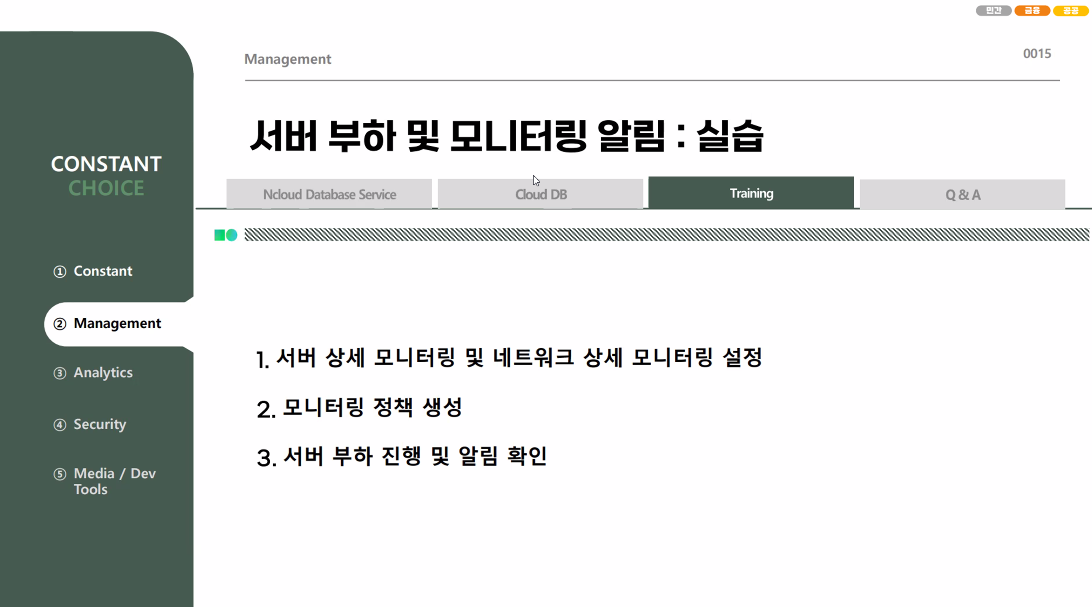 민간 금융 공공
Management
0015
서버 부하 및 모니터링 알림 : 실습
CONSTANT
CHOICE
Ncloud Database Service
Cloud DB
Training
Q & A
① Constant
② Management
③ Analytics
④ Security
⑤ Media / Dev
Tools
1. 서버 상세 모니터링 및 네트워크 상세 모니터링 설정
2. 모니터링 정책 생성
3. 서버 부하 진행 및 알림 확인